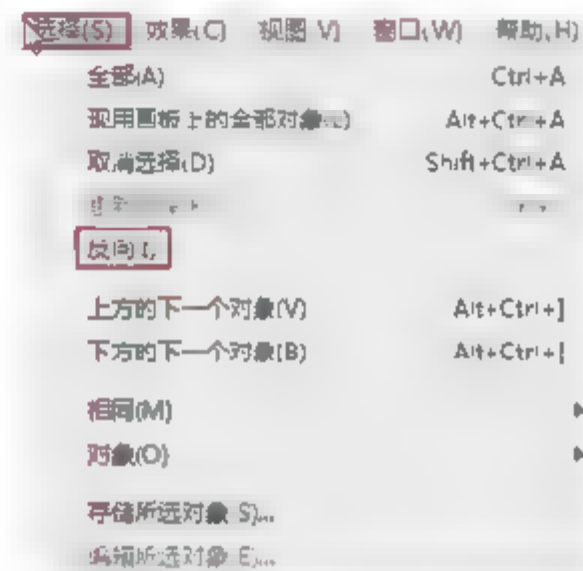 选择(S) 效果(C) 视图(V) 窗口(W) 帮助(H)
全部(A) Ctrl+A
现用画板上的全部对象(L) Alt+Ctrl+A
取消选择(D) Shift+Ctrl+A
反向(I)
上方的下一个对象(V) Alt+Ctrl+]
下方的下一个对象(B) Alt+Ctrl+[
相同(M)
对象(O)
存储所选对象(S)...
编辑所选对象(E)...